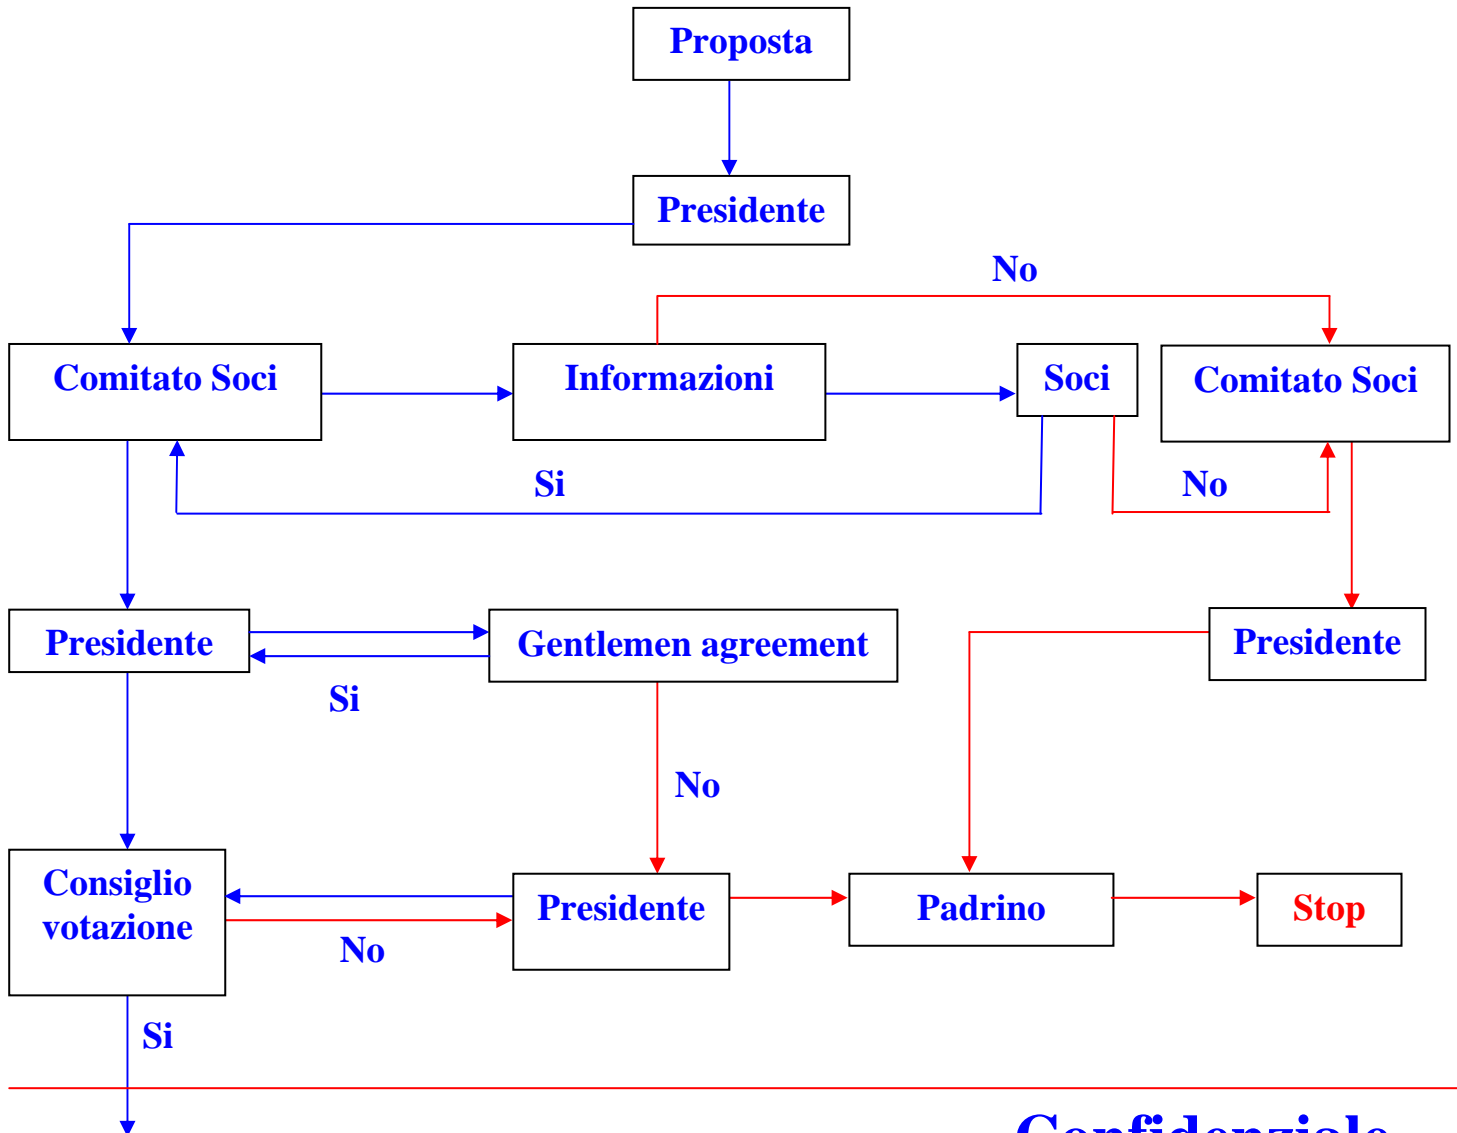 Proposta
Presidente
No
Comitato Soci
Informazioni
Soci
Comitato Soci
Si
No
Presidente
Gentlemen agreement
Presidente
Si
No
Consiglio
votazione
Presidente
Padrino
Stop
No
Si
Confidenziale